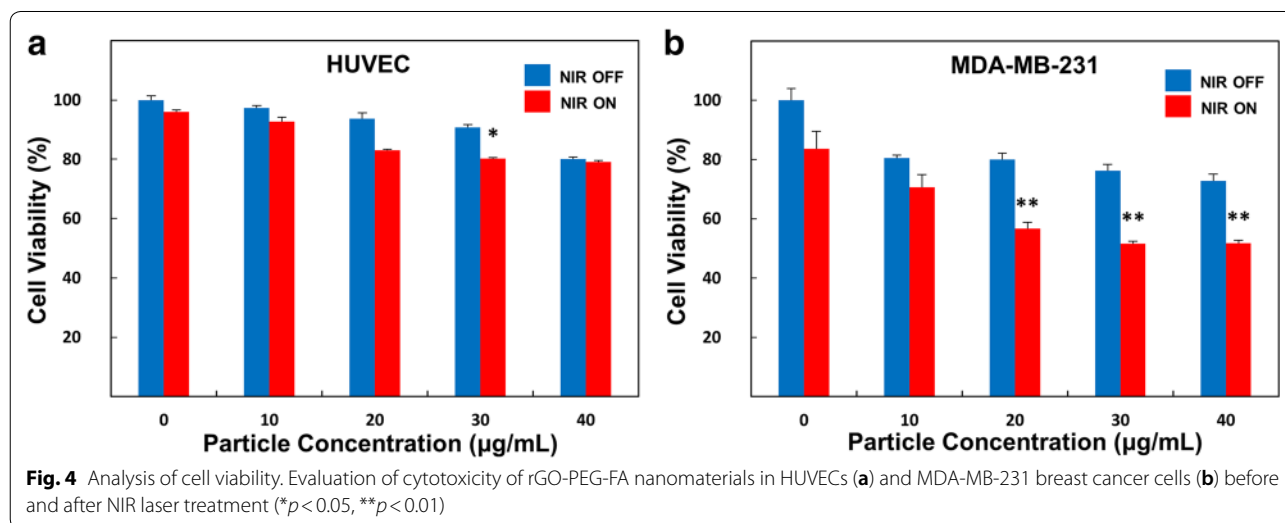 a
HUVEC
NIR OFF
NIR ON
Cell Viability (%)
100
80
60
40
20
*
0 10 20 30 40
Particle Concentration (µg/mL)
b
MDA-MB-231
NIR OFF
NIR ON
Cell Viability (%)
100
80
60
40
20
** ** **
0 10 20 30 40
Particle Concentration (µg/mL)
Fig. 4 Analysis of cell viability. Evaluation of cytotoxicity of rGO-PEG-FA nanomaterials in HUVECs (a) and MDA-MB-231 breast cancer cells (b) before
and after NIR laser treatment (*p < 0.05, **p < 0.01)